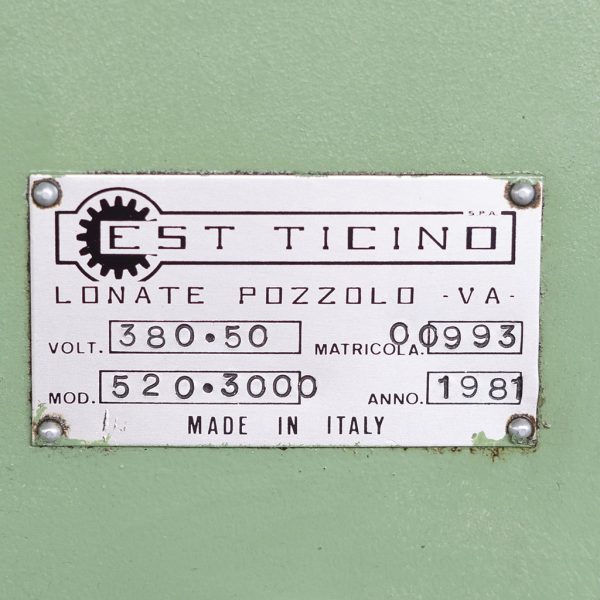 S.P.A.
EST TICINO
LONATE POZZOLO - VA -
VOLT. 380·50 MATRICOLA. 00993
MOD. 520·3000 ANNO. 1981
MADE IN ITALY